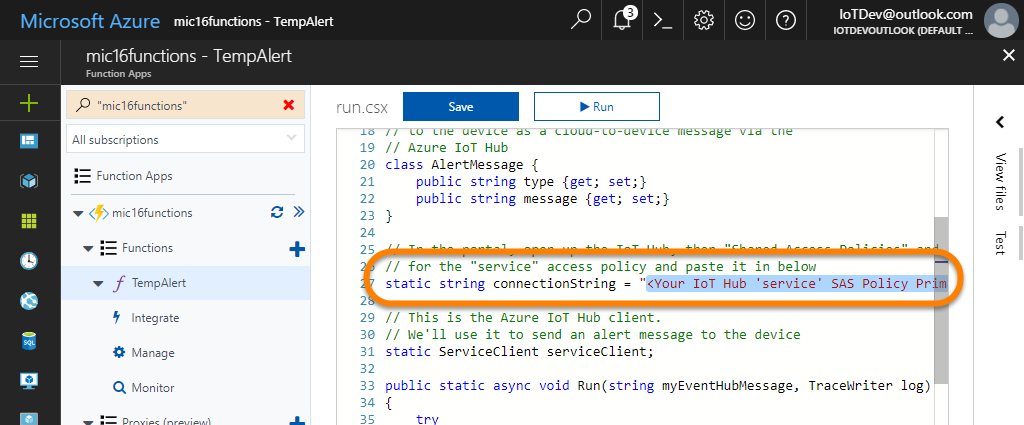 Microsoft Azure mic16functions - TempAlert
3
IoTDev@outlook.com
IOTDEVOUTLOOK (DEFAULT ...
mic16functions - TempAlert
Function Apps
"mic16functions"
All subscriptions
Function Apps
mic16functions
Functions
TempAlert
Integrate
Manage
Monitor
Proxies (preview)
run.csx
Save
Run
18 // to the device as a cloud-to-device message via the
19 // Azure IoT Hub
20 class AlertMessage {
21 public string type {get; set;}
22 public string message {get; set;}
23 }
24
25 // In the portal, open up the IoT Hub, then "Shared Access Policies" and
26 // for the "service" access policy and paste it in below
27 static string connectionString = "<Your IoT Hub 'service' SAS Policy Prim
28
29 // This is the Azure IoT Hub client.
30 // We'll use it to send an alert message to the device
31 static ServiceClient serviceClient;
32
33 public static async void Run(string myEventHubMessage, TraceWriter log)
34 {
35 try
View files
Test
SQL